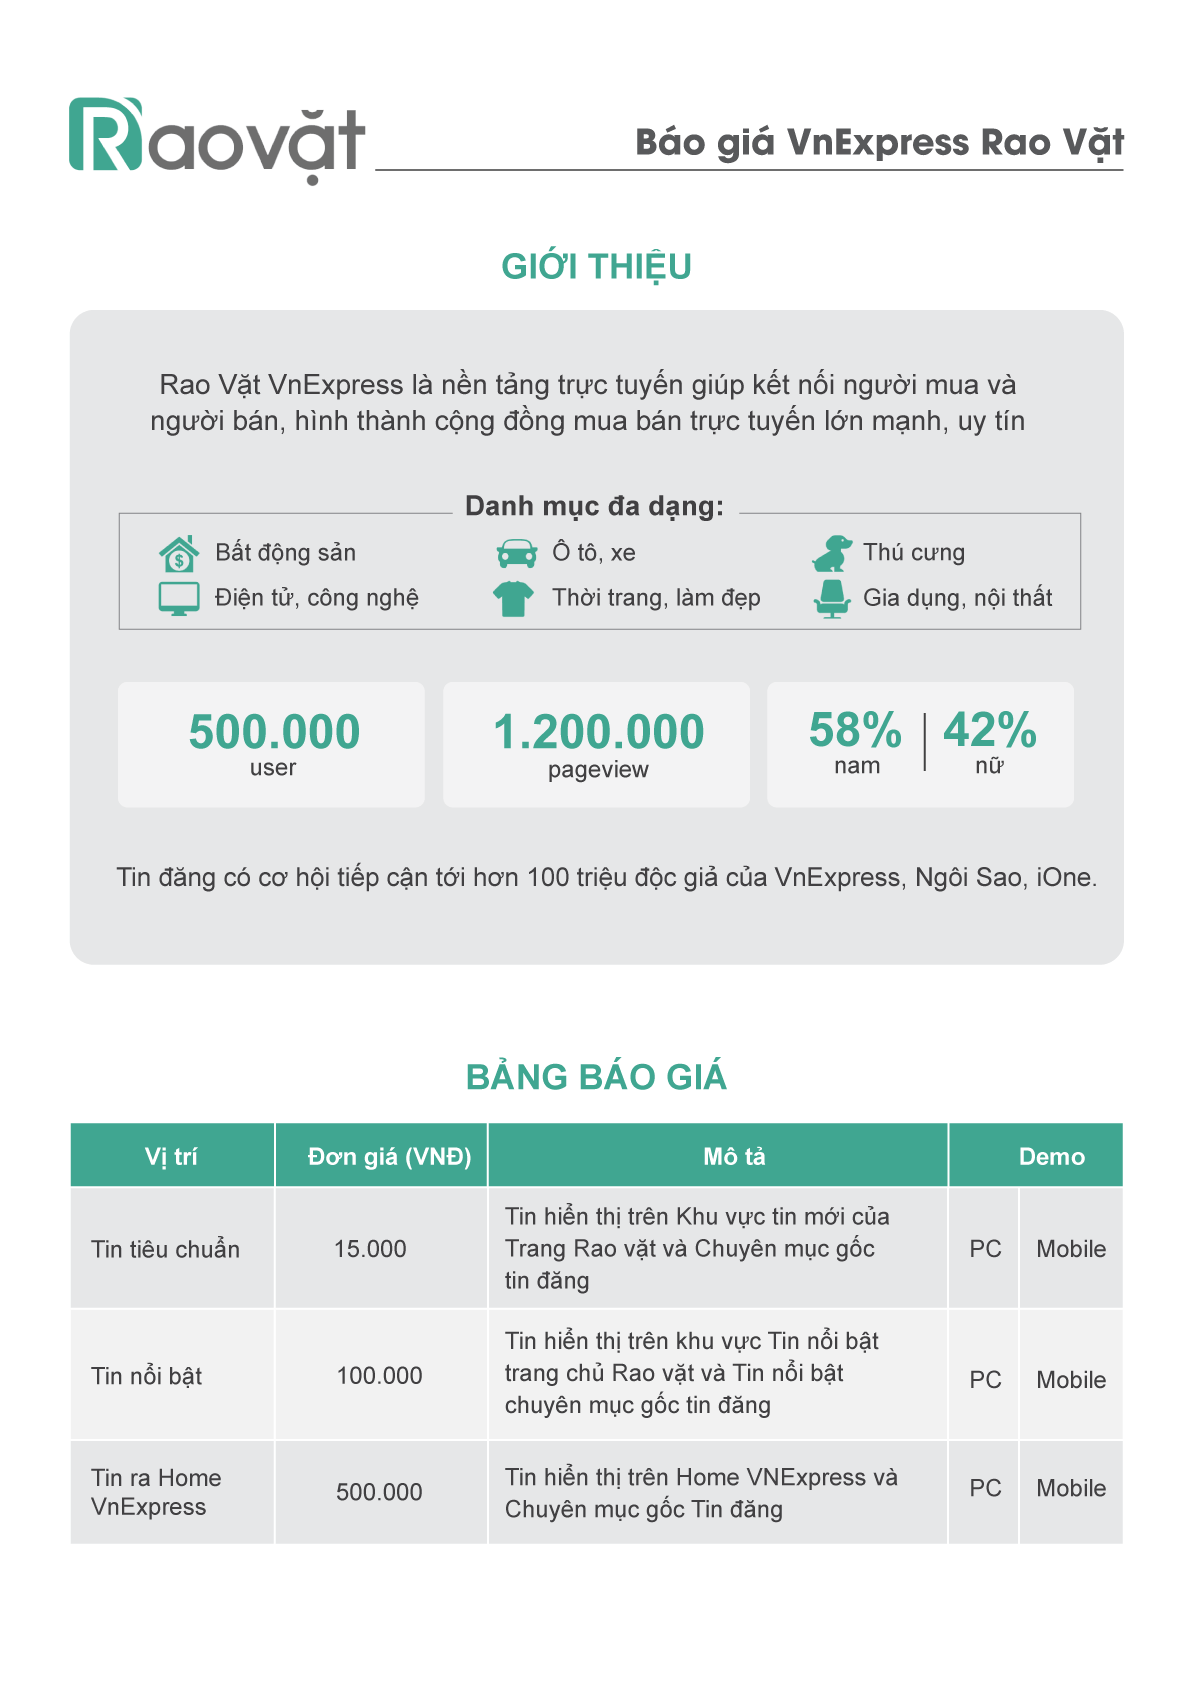 Raovặt
Báo giá VnExpress Rao Vặt
GIỚI THIỆU
Rao Vặt VnExpress là nền tảng trực tuyến giúp kết nối người mua và
người bán, hình thành cộng đồng mua bán trực tuyến lớn mạnh, uy tín
Danh mục đa dạng:
Bất động sản
Ô tô, xe
Thú cưng
Điện tử, công nghệ
Thời trang, làm đẹp
Gia dụng, nội thất
500.000
user
1.200.000
pageview
58%
nam
42%
nữ
Tin đăng có cơ hội tiếp cận tới hơn 100 triệu độc giả của VnExpress, Ngôi Sao, iOne.
BẢNG BÁO GIÁ
Vị trí
Đơn giá (VNĐ)
Mô tả
Demo
Tin tiêu chuẩn
15.000
Tin hiển thị trên Khu vực tin mới của
Trang Rao vặt và Chuyên mục gốc
tin đăng
PC
Mobile
Tin nổi bật
100.000
Tin hiển thị trên khu vực Tin nổi bật
trang chủ Rao vặt và Tin nổi bật
chuyên mục gốc tin đăng
PC
Mobile
Tin ra Home
VnExpress
500.000
Tin hiển thị trên Home VNExpress và
Chuyên mục gốc Tin đăng
PC
Mobile